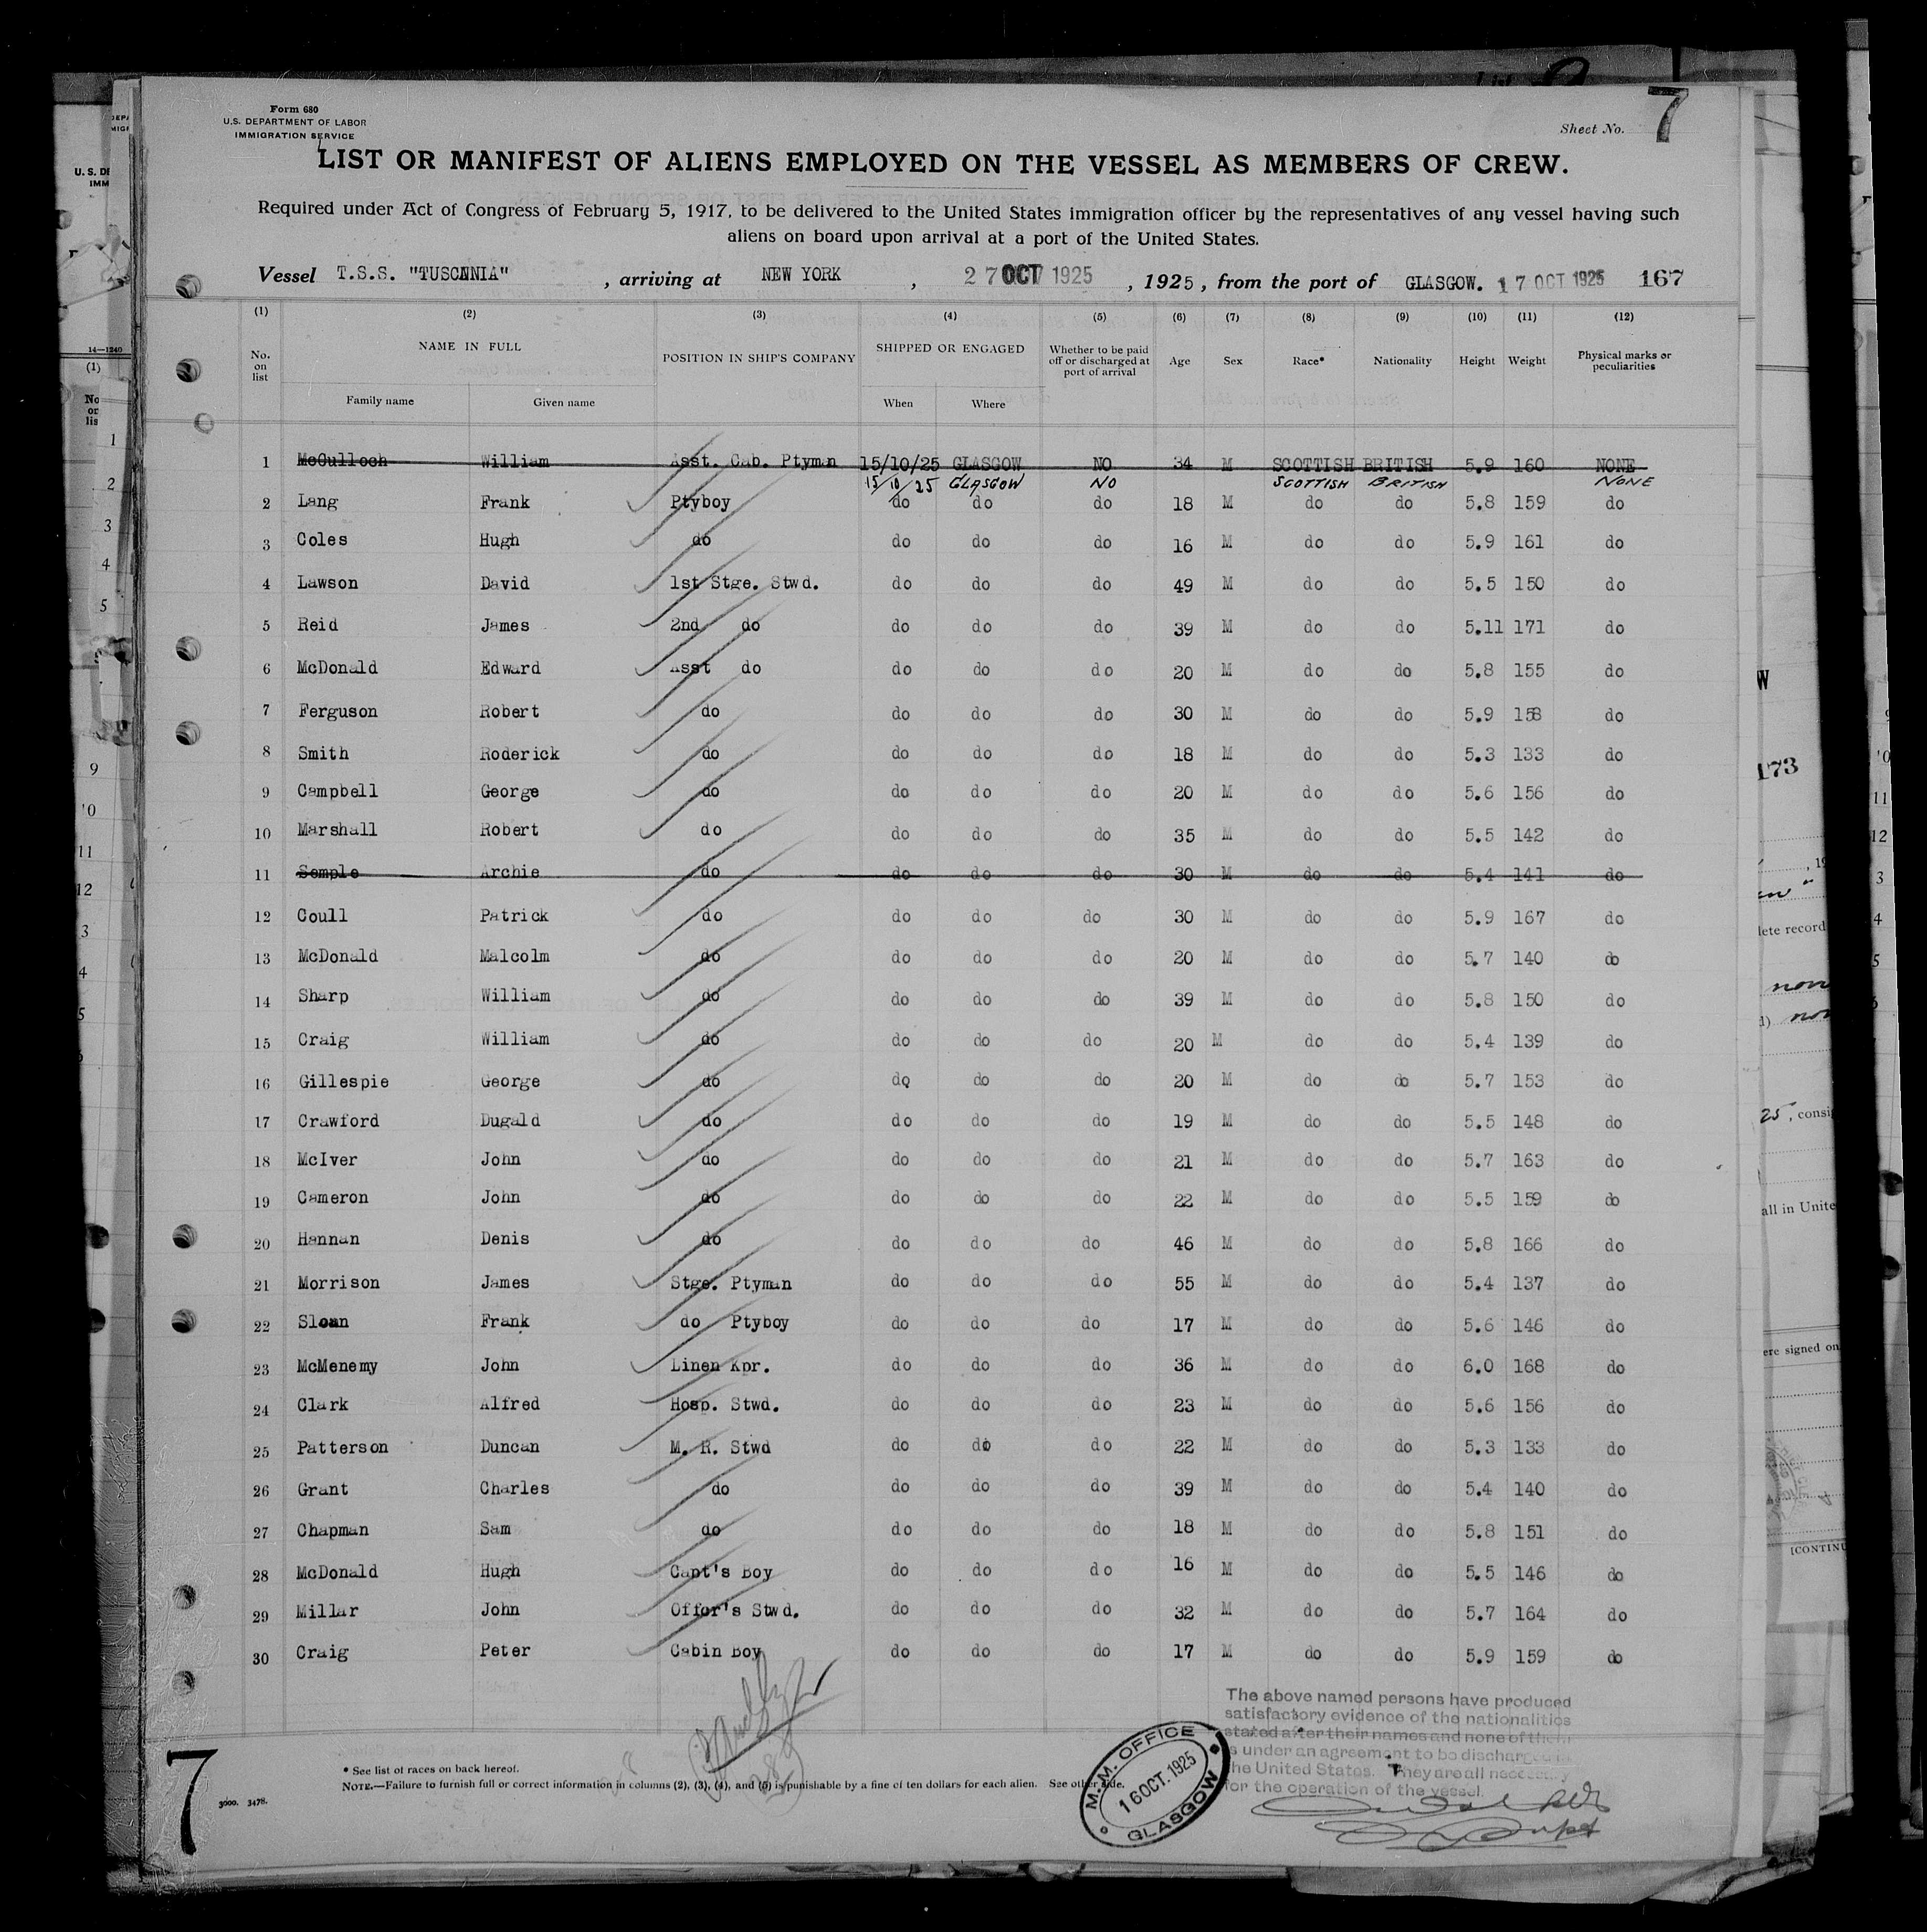 Form 680
U.S. DEPARTMENT OF LABOR
IMMIGRATION SERVICE
Sheet No. 7
LIST OR MANIFEST OF ALIENS EMPLOYED ON THE VESSEL AS MEMBERS OF CREW.
Required under Act of Congress of February 5, 1917, to be delivered to the United States immigration officer by the representatives of any vessel having such
aliens on board upon arrival at a port of the United States.
Vessel T.S.S. "TUSCANIA" , arriving at NEW YORK , 27 OCT 1925 , 1925, from the port of GLASGOW. 17 OCT 1925 167
(1) (2) (3) (4) (5) (6) (7) (8) (9) (10) (11) (12)
No. on list NAME IN FULL POSITION IN SHIP'S COMPANY SHIPPED OR ENGAGED Whether to be paid off or discharged at port of arrival Age Sex Race* Nationality Height Weight Physical marks or peculiarities
Family name Given name When Where
1 McCulloch William Asst. Cab. Ptyman 15/10/25 GLASGOW NO 34 M SCOTTISH BRITISH 5.9 160 NONE
15/10/25 GLASGOW NO SCOTTISH BRITISH NONE
2 Lang Frank Ptyboy do do do 18 M do do 5.8 159 do
3 Coles Hugh do do do do 16 M do do 5.9 161 do
4 Lawson David 1st Stge. Stwd. do do do 49 M do do 5.5 150 do
5 Reid James 2nd do do do do 39 M do do 5.11 171 do
6 McDonald Edward Asst do do do do 20 M do do 5.8 155 do
7 Ferguson Robert do do do do 30 M do do 5.9 158 do
8 Smith Roderick do do do do 18 M do do 5.3 133 do
9 Campbell George do do do do 20 M do do 5.6 156 do
10 Marshall Robert do do do do 35 M do do 5.5 142 do
11 Semple Archie do do do do 30 M do do 5.4 141 do
12 Coull Patrick do do do do 30 M do do 5.9 167 do
13 McDonald Malcolm do do do do 20 M do do 5.7 140 do
14 Sharp William do do do do 39 M do do 5.8 150 do
15 Craig William do do do do 20 M do do 5.4 139 do
16 Gillespie George do do do do 20 M do do 5.7 153 do
17 Crawford Dugald do do do do 19 M do do 5.5 148 do
18 McIver John do do do do 21 M do do 5.7 163 do
19 Cameron John do do do do 22 M do do 5.5 159 do
20 Hannan Denis do do do do 46 M do do 5.8 166 do
21 Morrison James Stge. Ptyman do do do 55 M do do 5.4 137 do
22 Sloan Frank do Ptyboy do do do 17 M do do 5.6 146 do
23 McMenemy John Linen Kpr. do do do 36 M do do 6.0 168 do
24 Clark Alfred Hosp. Stwd. do do do 23 M do do 5.6 156 do
25 Patterson Duncan M. R. Stwd do do do 22 M do do 5.3 133 do
26 Grant Charles do do do do 39 M do do 5.4 140 do
27 Chapman Sam do do do do 18 M do do 5.8 151 do
28 McDonald Hugh Capt's Boy do do do 16 M do do 5.5 146 do
29 Millar John Offcr's Stwd. do do do 32 M do do 5.7 164 do
30 Craig Peter Cabin Boy do do do 17 M do do 5.9 159 do
The above named persons have produced
satisfactory evidence of the nationalities
stated after their names and none of them
is under an agreement to be discharged in
the United States. They are all necessary
for the operation of the vessel.
M.M. OFFICE
16 OCT. 1925
GLASGOW
7
* See list of races on back hereof.
NOTE.—Failure to furnish full or correct information in columns (2), (3), (4), and (5) is punishable by a fine of ten dollars for each alien. See other side.
3000. 3478.